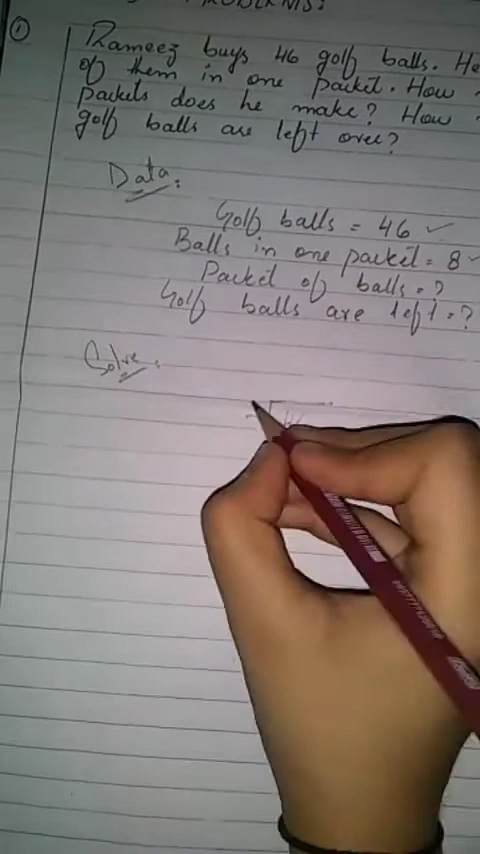 PROBLEMS:
① Rameez buys 46 golf balls. He
of them in one packet. How
packets does he make? How
golf balls are left over?
Data:
Golf balls = 46 ✓
Balls in one packet = 8 ✓
Packet of balls = ?
Golf balls are left = ?
Solve: